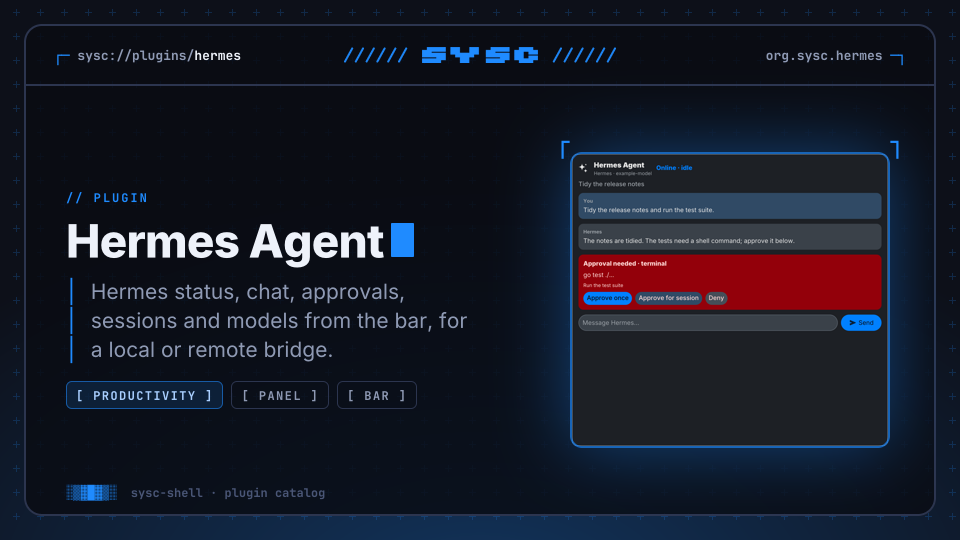 sysc://plugins/hermes
////// SYSC //////
org.sysc.hermes
// PLUGIN
Hermes Agent
Hermes status, chat, approvals,
sessions and models from the bar, for
a local or remote bridge.
[ PRODUCTIVITY ]
[ PANEL ]
[ BAR ]
sysc-shell · plugin catalog
Hermes Agent
Hermes · example-model
Online · idle
Tidy the release notes
You
Tidy the release notes and run the test suite.
Hermes
The notes are tidied. The tests need a shell command; approve it below.
Approval needed · terminal
go test ./...
Run the test suite
Approve once
Approve for session
Deny
Message Hermes...
Send